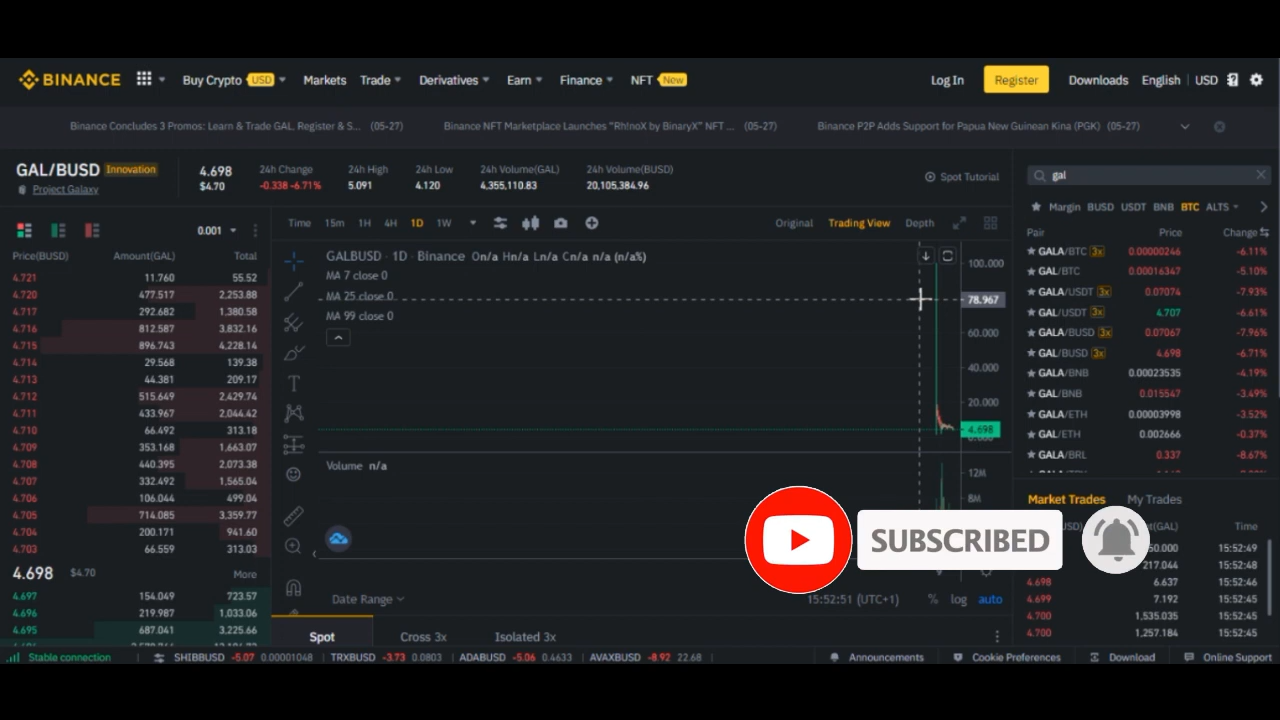 BINANCE Buy Crypto USD Markets Trade Derivatives Earn Finance NFT New Log In Register Downloads English USD
Binance Concludes 3 Promos: Learn & Trade GAL, Register & S... (05-27) Binance NFT Marketplace Launches “Rh!noX by BinaryX” NFT ... (05-27) Binance P2P Adds Support for Papua New Guinean Kina (PGK) (05-27)
GAL/BUSD Innovation
Project Galaxy
4.698
$4.70
24h Change
-0.338 -6.71%
24h High
5.091
24h Low
4.120
24h Volume(GAL)
4,355,110.83
24h Volume(BUSD)
20,105,384.96
Spot Tutorial
0.001
Price(BUSD) Amount(GAL) Total
4.721 11.760 55.52
4.720 477.517 2,253.88
4.717 292.682 1,380.58
4.716 812.587 3,832.16
4.715 896.743 4,228.14
4.714 29.568 139.38
4.713 44.381 209.17
4.712 515.649 2,429.74
4.711 433.967 2,044.42
4.710 66.492 313.18
4.709 353.168 1,663.07
4.708 440.395 2,073.38
4.707 332.492 1,565.04
4.706 106.044 499.04
4.705 714.085 3,359.77
4.704 200.171 941.60
4.703 66.559 313.03
4.698 $4.70 More
4.697 154.049 723.57
4.696 219.987 1,033.06
4.695 687.041 3,225.66
Time 15m 1H 4H 1D 1W Original Trading View Depth
GALBUSD · 1D · Binance On/a Hn/a Ln/a Cn/a n/a (n/a%)
MA 7 close 0
MA 25 close 0
MA 99 close 0
100.000
78.967
60.000
40.000
20.000
4.698
0.000
Volume n/a
12M
8M
Date Range 15:52:51 (UTC+1) % log auto
Spot Cross 3x Isolated 3x
gal
Margin BUSD USDT BNB BTC ALTS
Pair Price Change
GALA/BTC 3x 0.00000246 -6.11%
GAL/BTC 0.00016347 -5.10%
GALA/USDT 3x 0.07074 -7.93%
GAL/USDT 3x 4.707 -6.61%
GALA/BUSD 3x 0.07067 -7.96%
GAL/BUSD 3x 4.698 -6.71%
GALA/BNB 0.00023535 -4.19%
GAL/BNB 0.015547 -3.49%
GALA/ETH 0.00003998 -3.52%
GAL/ETH 0.002666 -0.37%
GALA/BRL 0.337 -8.67%
Market Trades My Trades
Time
15:52:49
217.044 15:52:48
4.698 6.637 15:52:46
4.699 7.192 15:52:45
4.700 1,535.035 15:52:45
4.700 1,257.184 15:52:45
SUBSCRIBED
Stable connection SHIBBUSD -5.07 0.00001048 TRXBUSD -3.73 0.0803 ADABUSD -5.06 0.4633 AVAXBUSD -8.92 22.68 Announcements Cookie Preferences Download Online Support